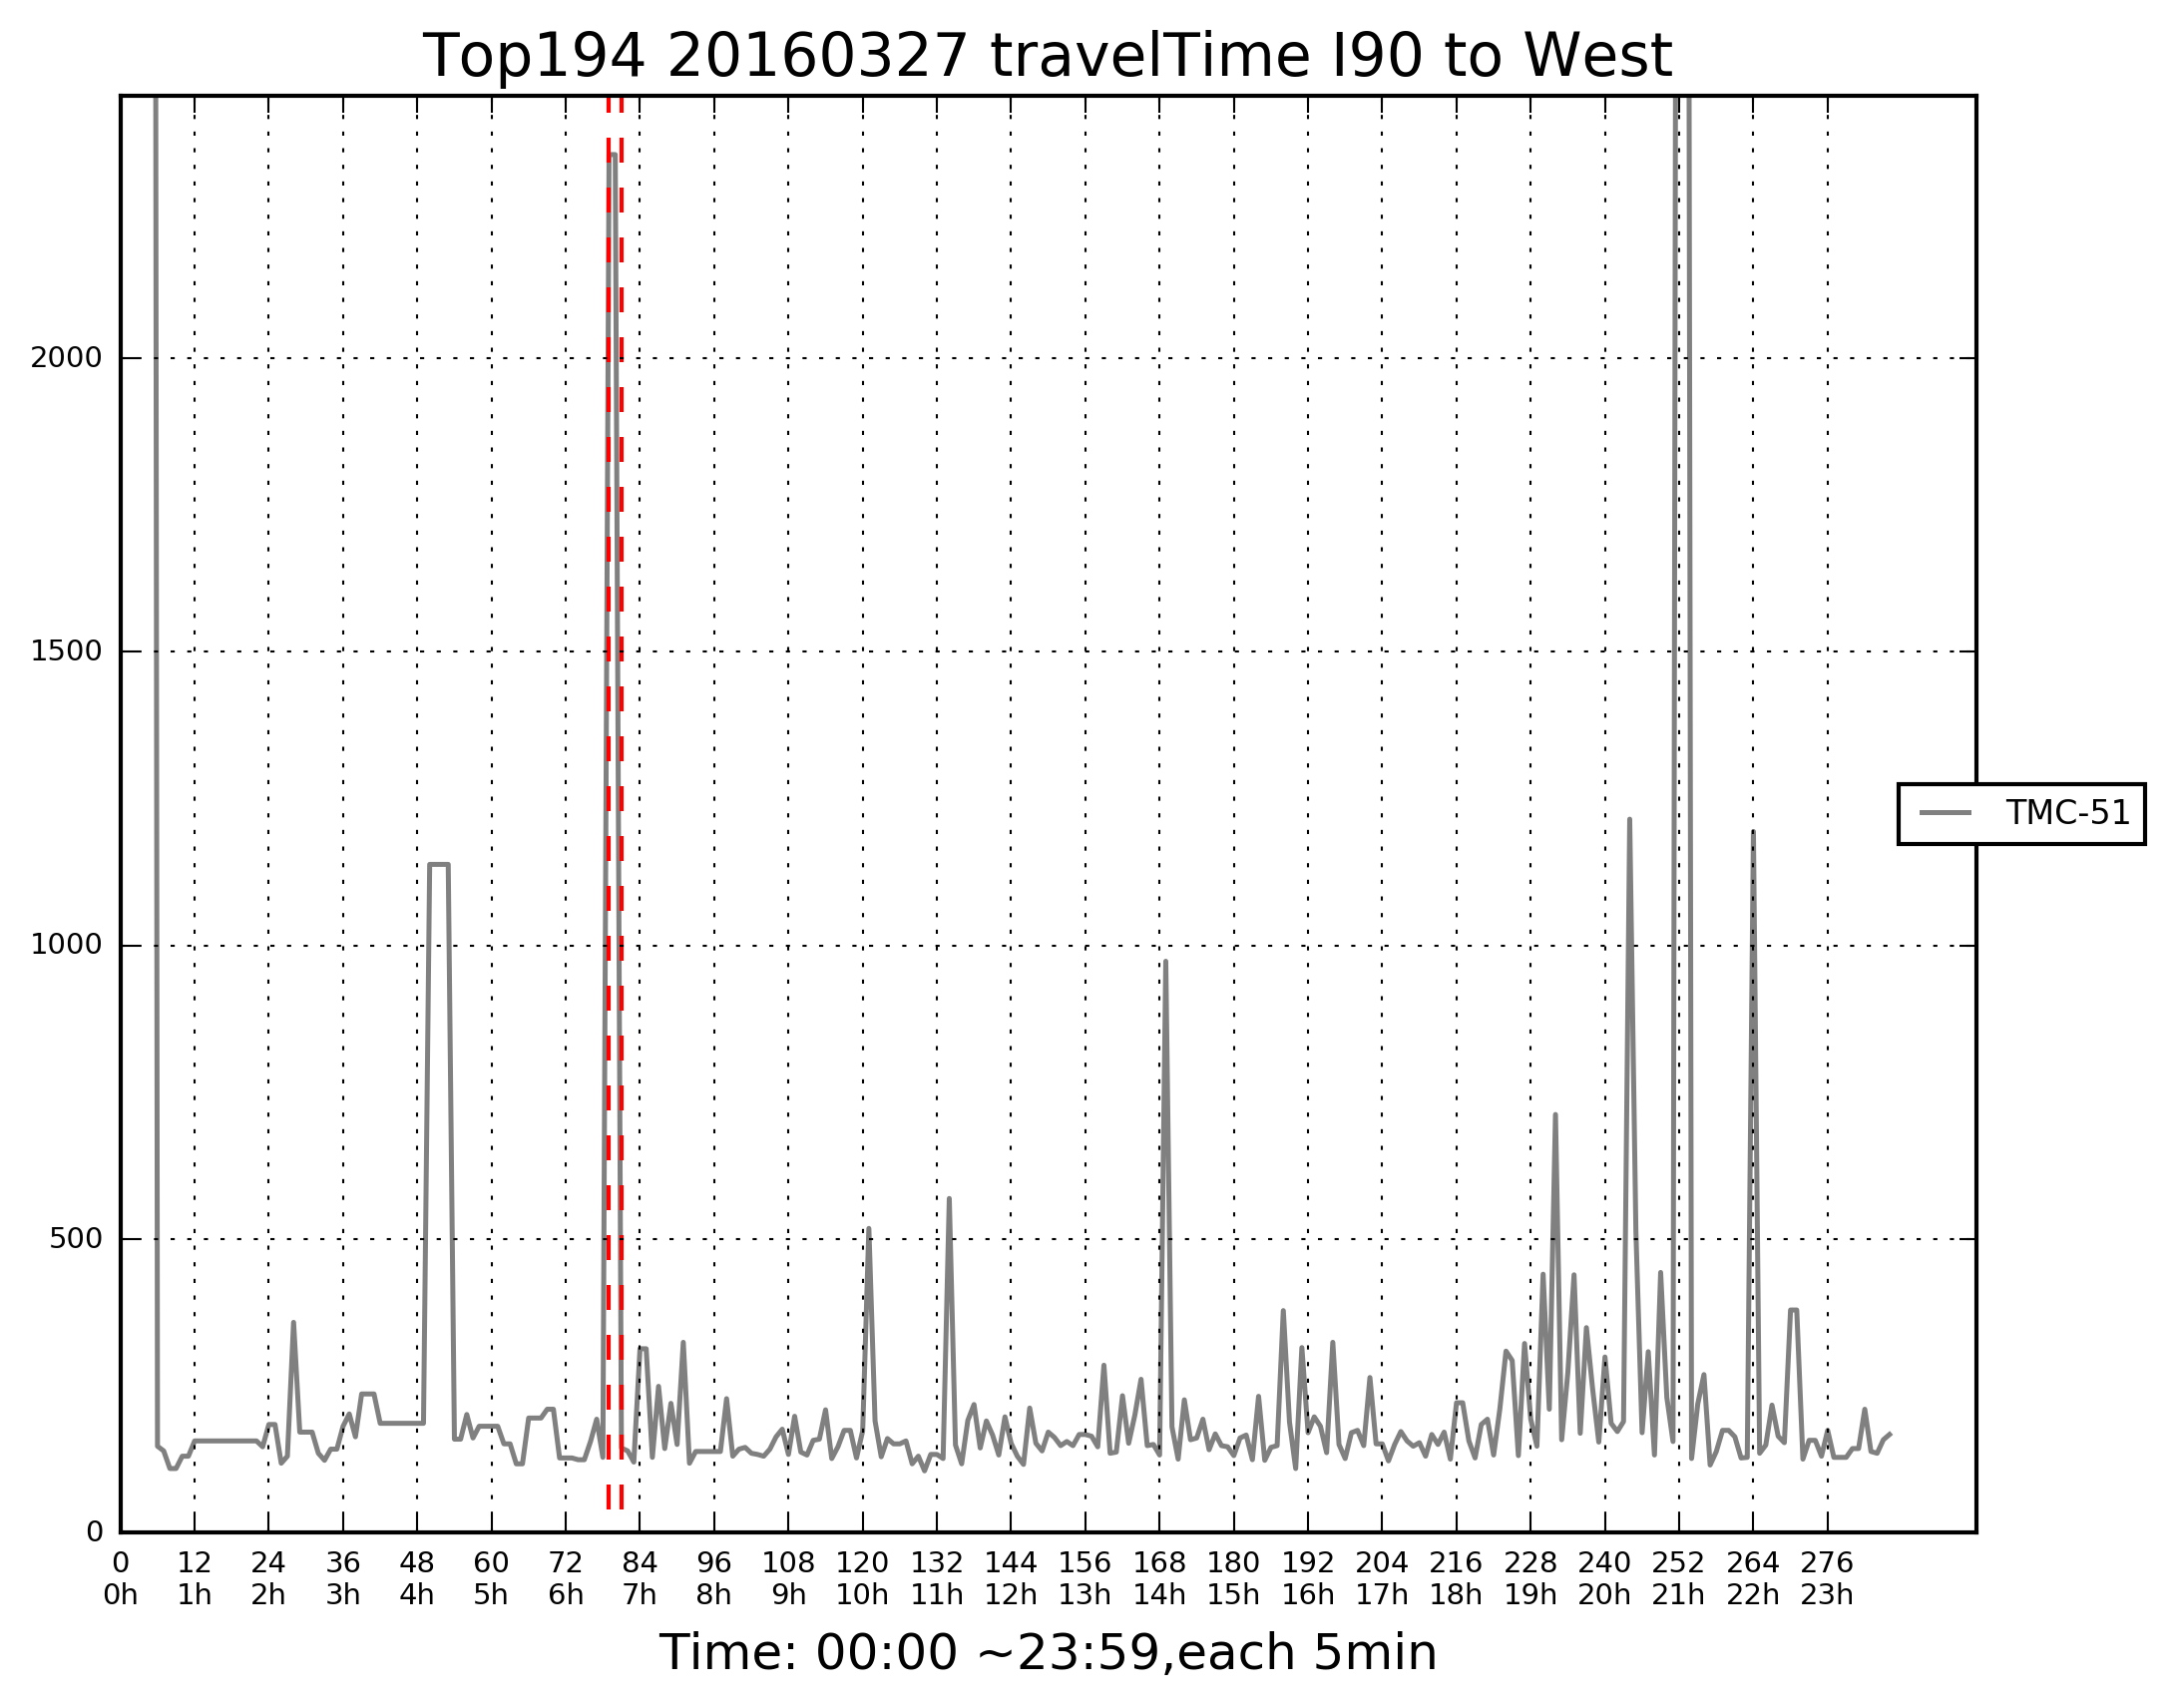 Top194 20160327 travelTime I90 to West
2000
1500
1000
500
0
TMC-51
0 12 24 36 48 60 72 84 96 108 120 132 144 156 168 180 192 204 216 228 240 252 264 276
0h 1h 2h 3h 4h 5h 6h 7h 8h 9h 10h 11h 12h 13h 14h 15h 16h 17h 18h 19h 20h 21h 22h 23h
Time: 00:00 ~23:59,each 5min